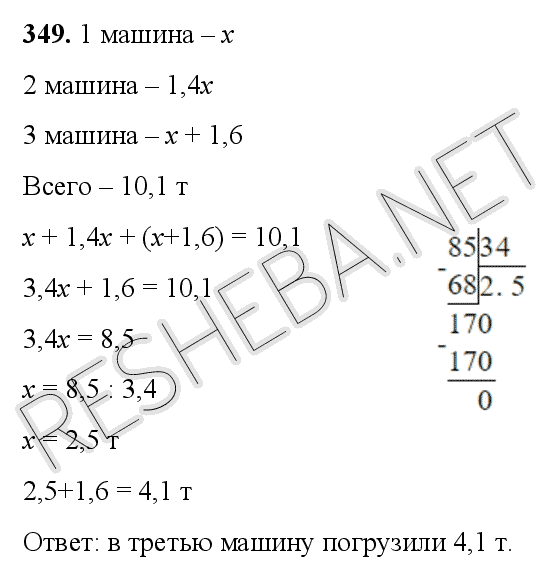 349. 1 машина – x
2 машина – 1,4x
3 машина – x + 1,6
Всего – 10,1 т
x + 1,4x + (x+1,6) = 10,1
3,4x + 1,6 = 10,1
3,4x = 8,5
x = 8,5 : 3,4
x = 2,5 т
2,5+1,6 = 4,1 т
Ответ: в третью машину погрузили 4,1 т.
85 34
- 68 2.5
170
- 170
0
RESHEBA.NET